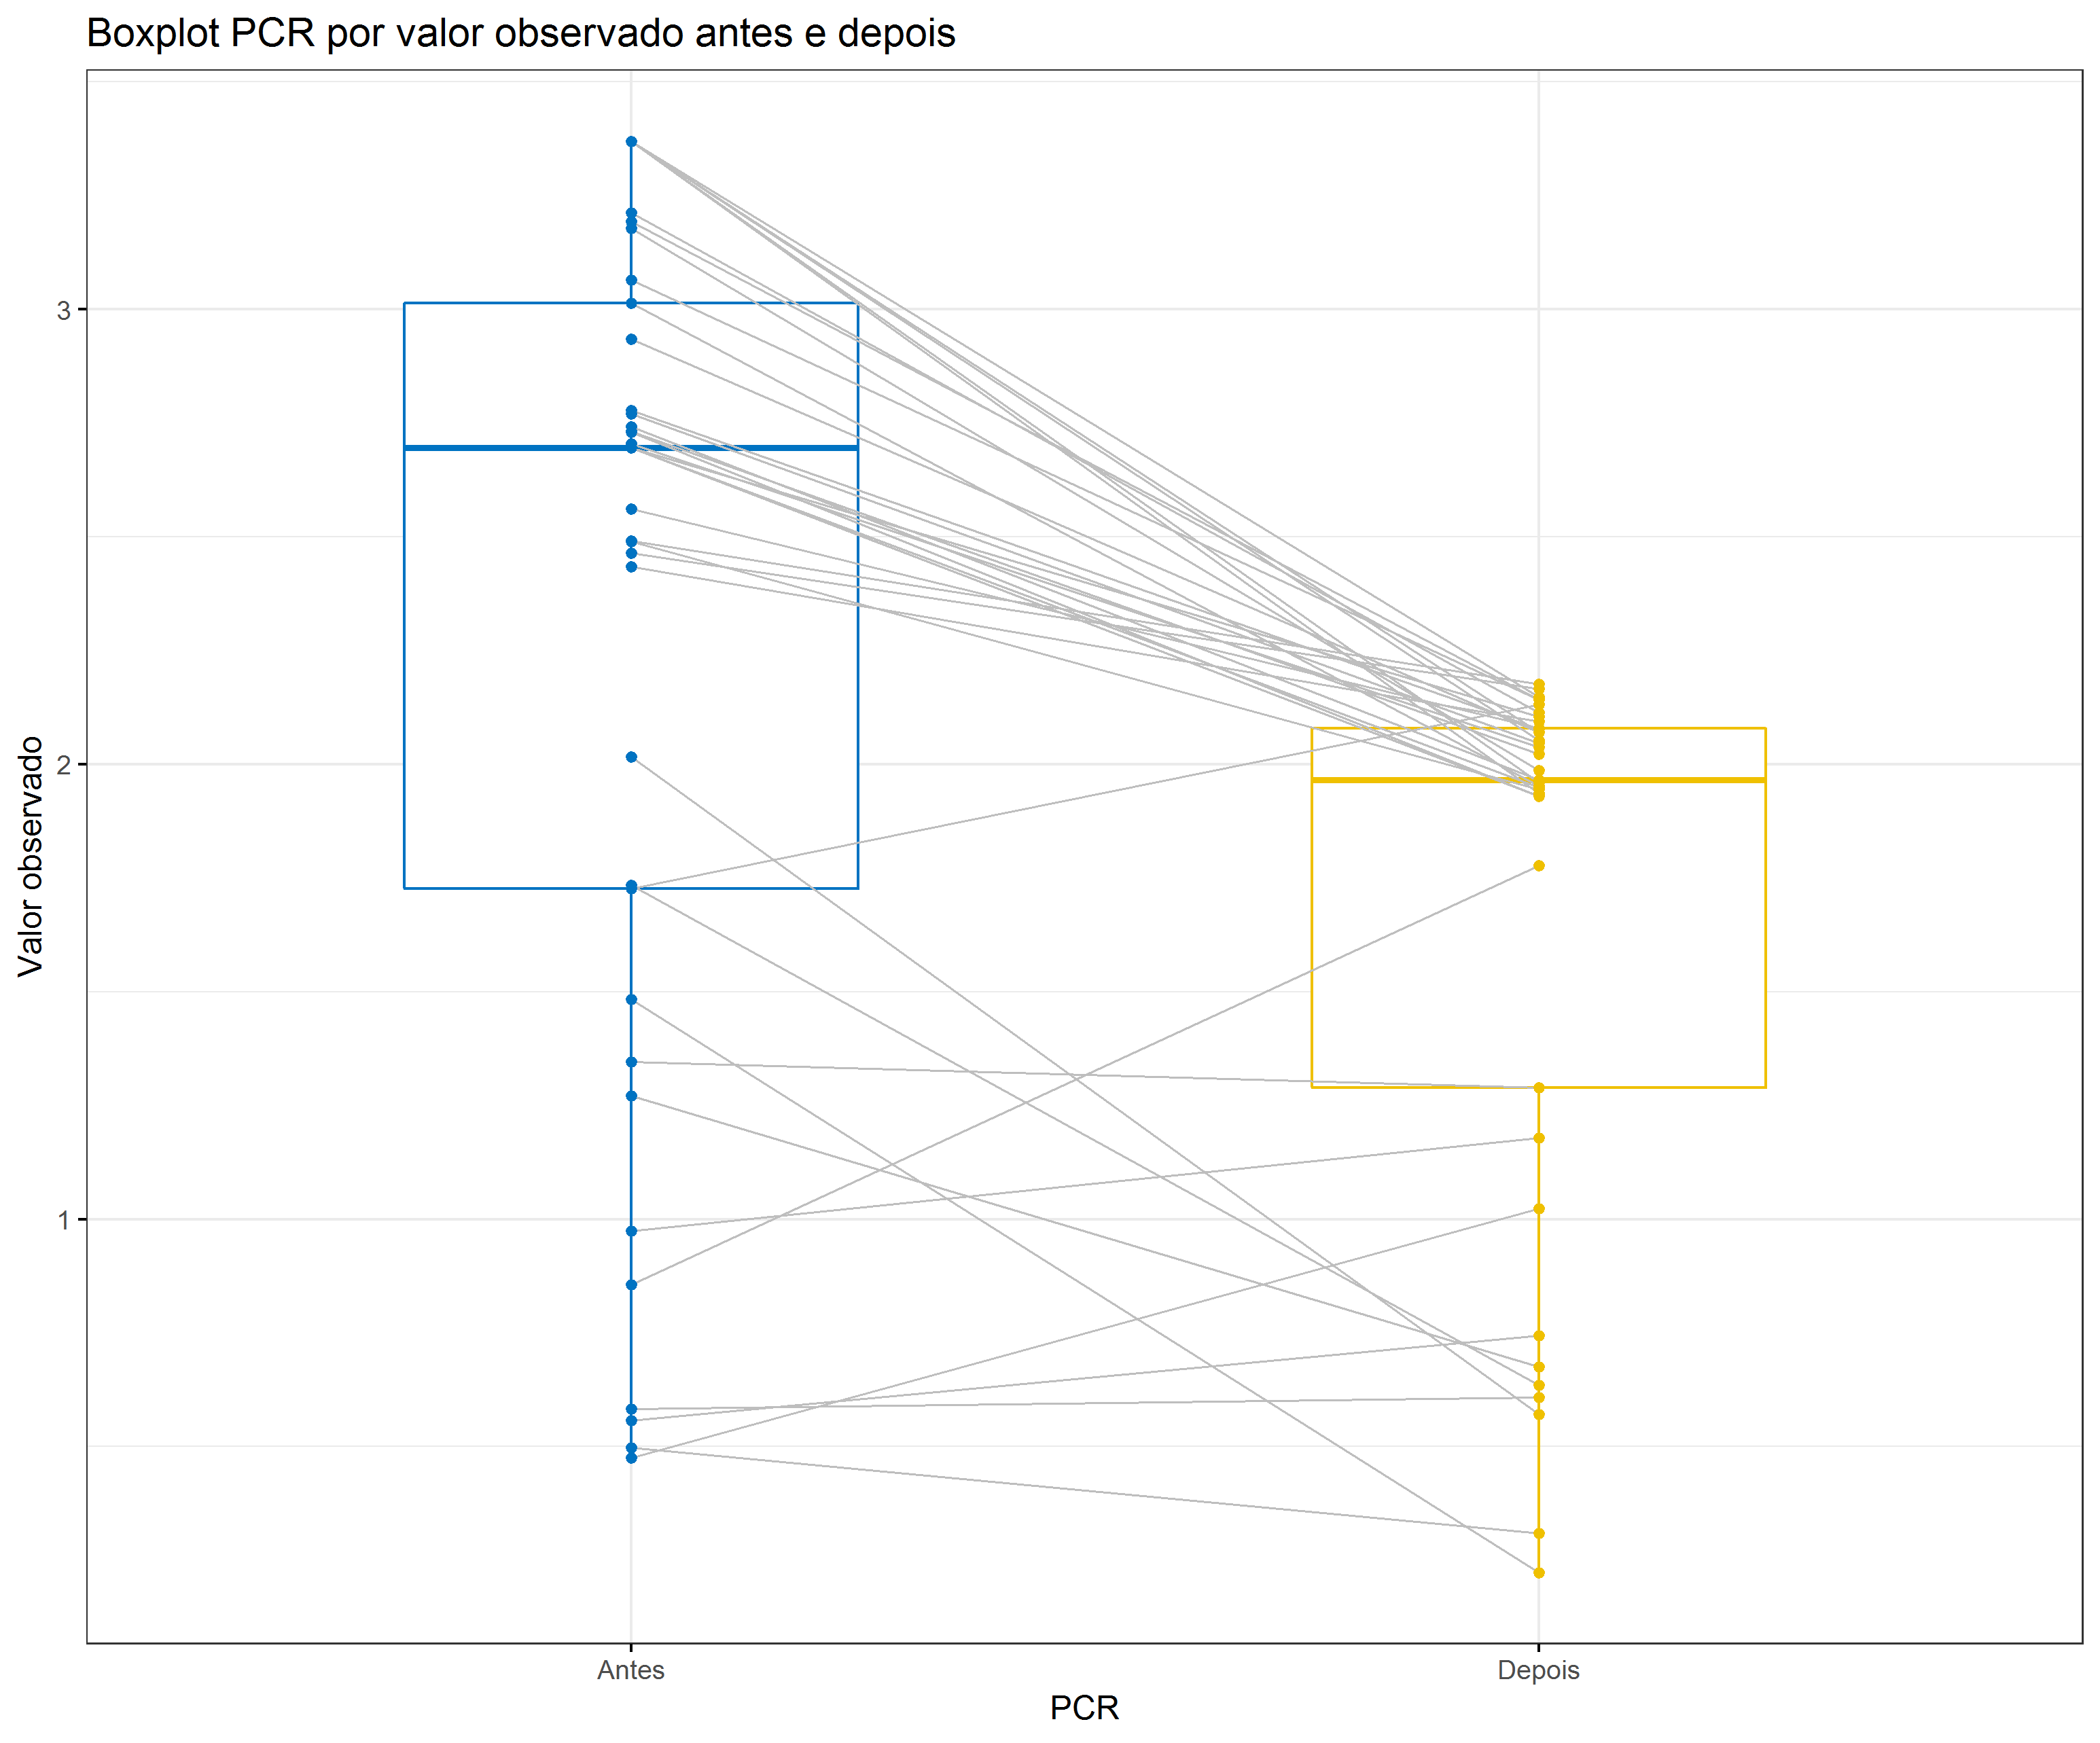 Boxplot PCR por valor observado antes e depois
Valor observado
3
2
1
Antes
Depois
PCR